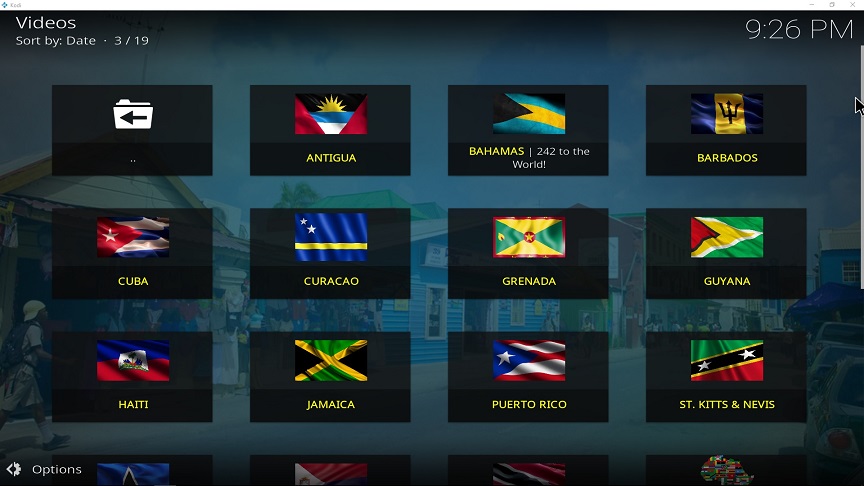 Kodi
Videos
Sort by: Date · 3 / 19
9:26 PM
..
ANTIGUA
BAHAMAS | 242 to the
World!
BARBADOS
CUBA
CURACAO
GRENADA
GUYANA
HAITI
JAMAICA
PUERTO RICO
ST. KITTS & NEVIS
Options